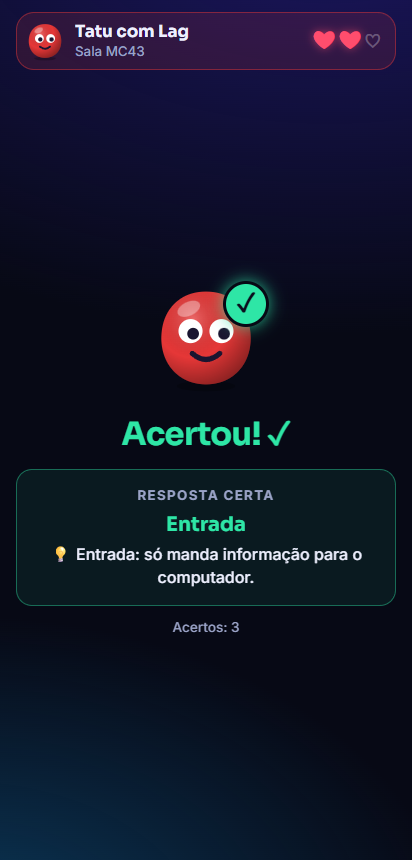 Tatu com Lag
Sala MC43
Acertou! ✓
RESPOSTA CERTA
Entrada
💡 Entrada: só manda informação para o
computador.
Acertos: 3